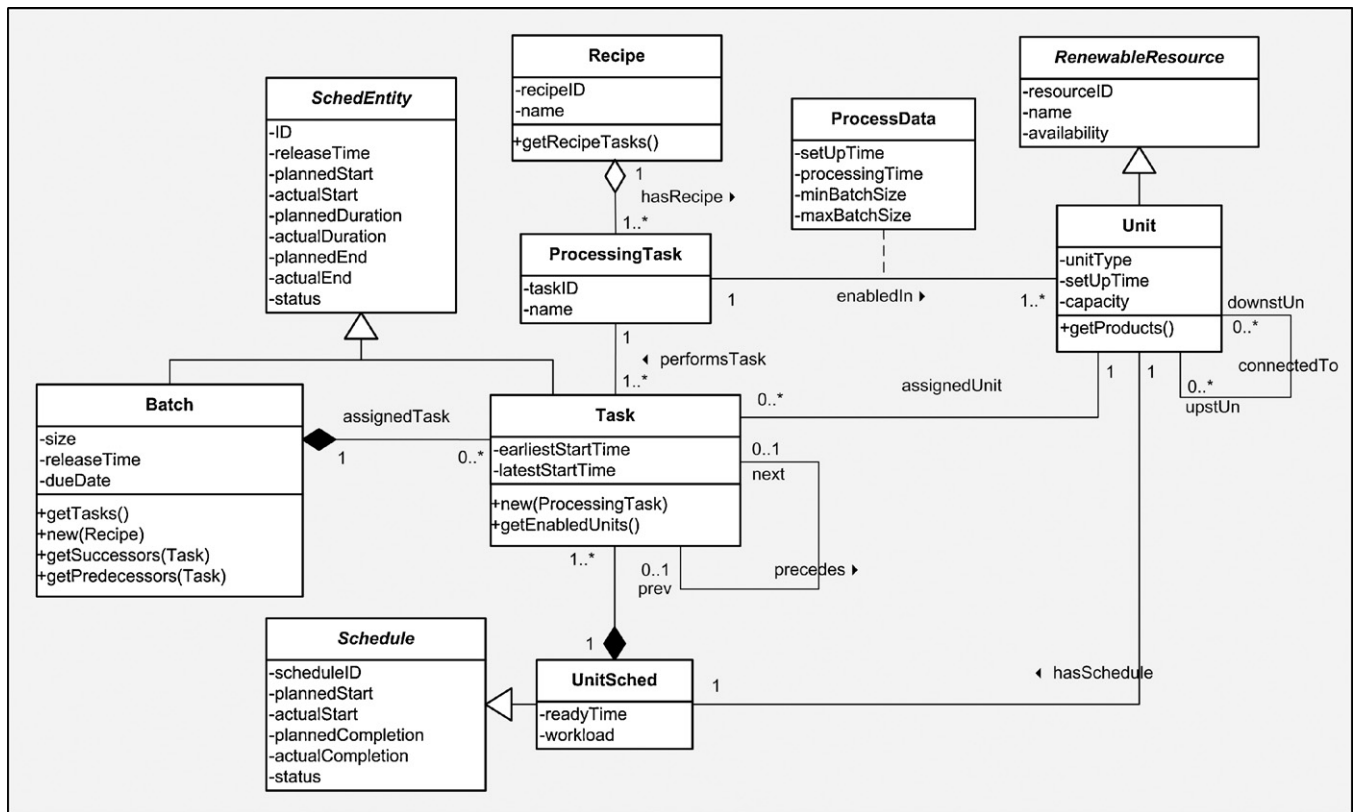 Recipe
-recipeID
-name
+getRecipeTasks()
RenewableResource
-resourceID
-name
-availability
SchedEntity
-ID
-releaseTime
-plannedStart
-actualStart
-plannedDuration
-actualDuration
-plannedEnd
-actualEnd
-status
ProcessData
-setUpTime
-processingTime
-minBatchSize
-maxBatchSize
1
hasRecipe ▸
1..*
ProcessingTask
-taskID
-name
1
enabledIn ▸
1..*
Unit
-unitType
-setUpTime
-capacity
+getProducts()
downstUn
0..*
connectedTo
0..*
upstUn
1
◂ performsTask
1..*
assignedUnit
0..*
1
1
Batch
-size
-releaseTime
-dueDate
+getTasks()
+new(Recipe)
+getSuccessors(Task)
+getPredecessors(Task)
assignedTask
1
0..*
Task
-earliestStartTime
-latestStartTime
+new(ProcessingTask)
+getEnabledUnits()
0..1
next
precedes ▸
0..1
prev
1..*
1
Schedule
-scheduleID
-plannedStart
-actualStart
-plannedCompletion
-actualCompletion
-status
UnitSched
-readyTime
-workload
1
◂ hasSchedule